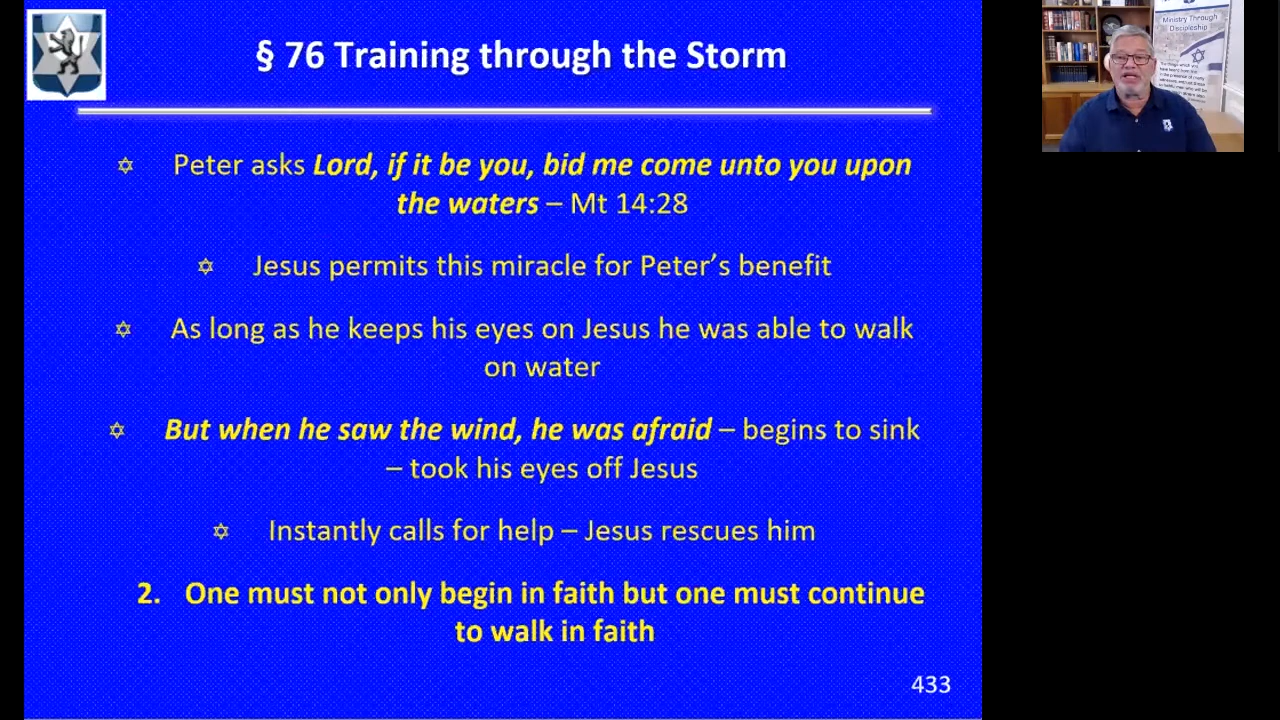 § 76 Training through the Storm
✡ Peter asks Lord, if it be you, bid me come unto you upon
the waters – Mt 14:28
✡ Jesus permits this miracle for Peter’s benefit
✡ As long as he keeps his eyes on Jesus he was able to walk
on water
✡ But when he saw the wind, he was afraid – begins to sink
– took his eyes off Jesus
✡ Instantly calls for help – Jesus rescues him
2. One must not only begin in faith but one must continue
to walk in faith
433
Ministry Through
Discipleship